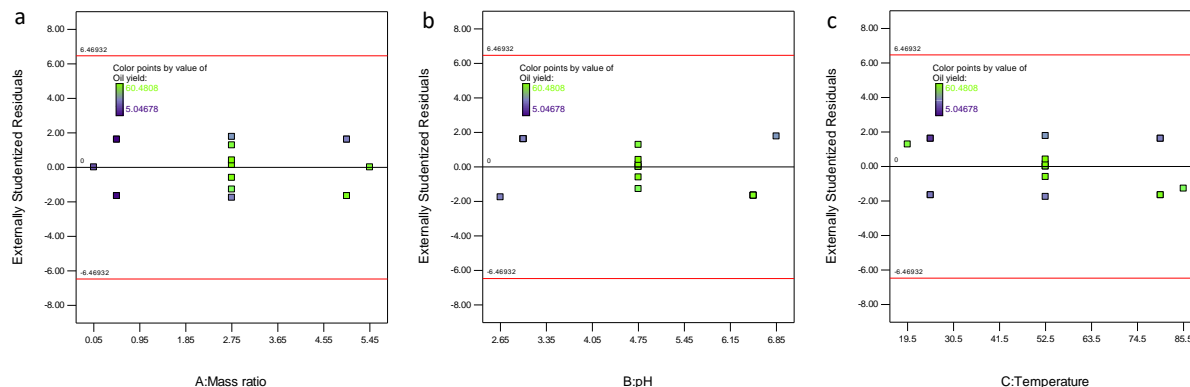 a
Externally Studentized Residuals
8.00
6.00
4.00
2.00
0.00
-2.00
-4.00
-6.00
-8.00
6.46932
0
-6.46932
Color points by value of
Oil yield:
60.4808
5.04678
0.05 0.95 1.85 2.75 3.65 4.55 5.45
A:Mass ratio
b
Externally Studentized Residuals
8.00
6.00
4.00
2.00
0.00
-2.00
-4.00
-6.00
-8.00
6.46932
0
-6.46932
Color points by value of
Oil yield:
60.4808
5.04678
2.65 3.35 4.05 4.75 5.45 6.15 6.85
B:pH
c
Externally Studentized Residuals
8.00
6.00
4.00
2.00
0.00
-2.00
-4.00
-6.00
-8.00
6.46932
0
-6.46932
Color points by value of
Oil yield:
60.4808
5.04678
19.5 30.5 41.5 52.5 63.5 74.5 85.5
C:Temperature